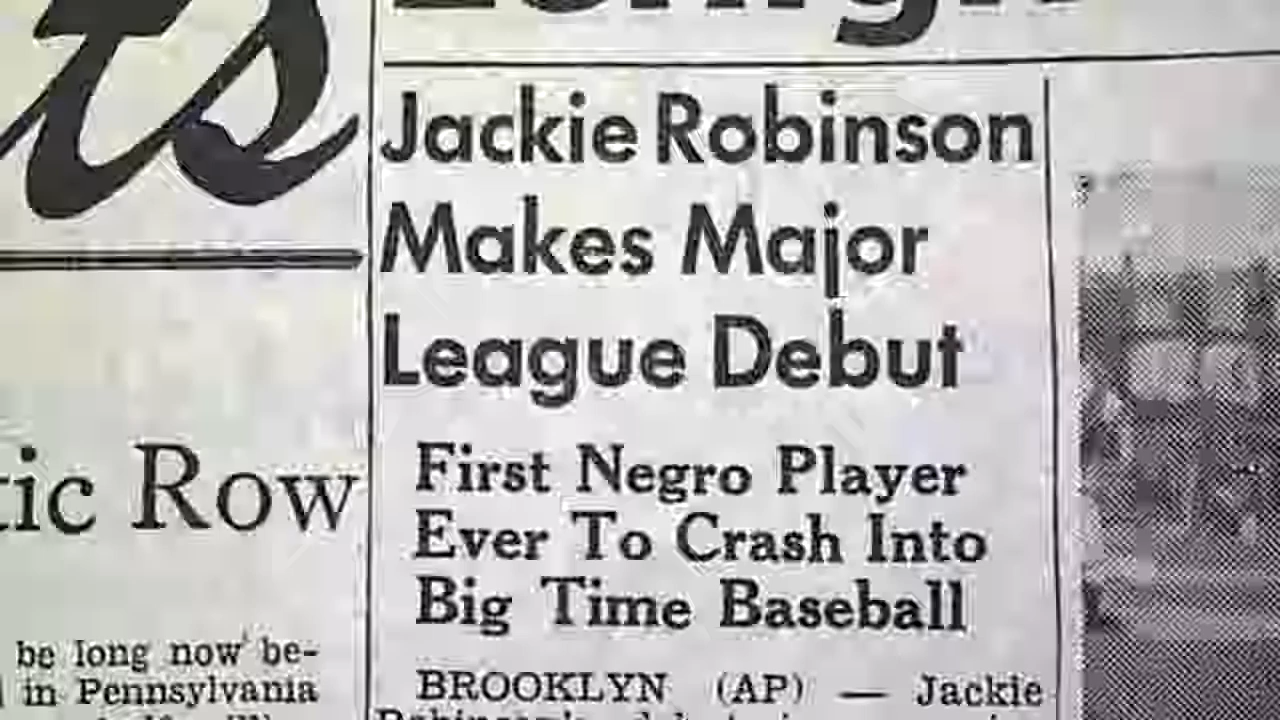 ts
Jackie Robinson
Makes Major
League Debut
tic Row
First Negro Player
Ever To Crash Into
Big Time Baseball
be long now be-
in Pennsylvania
BROOKLYN (AP) — Jackie